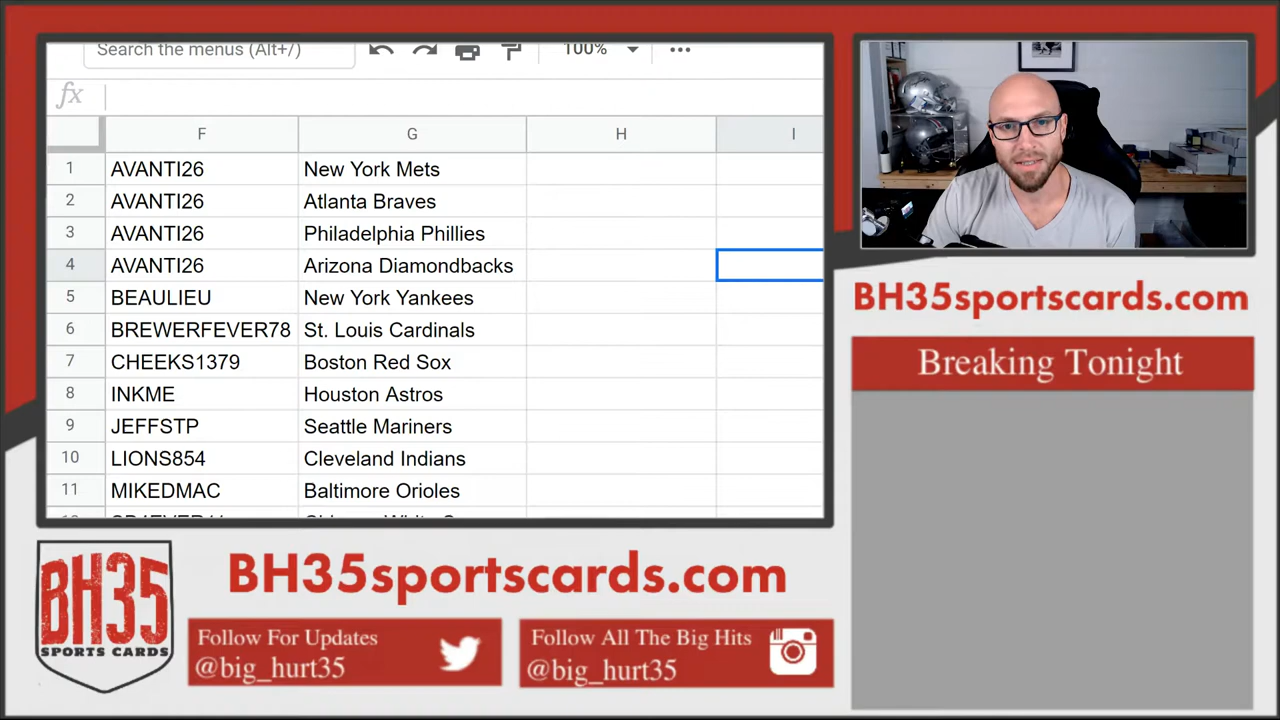 Search the menus (Alt+/)
100%
fx
F G H I
1 AVANTI26 New York Mets
2 AVANTI26 Atlanta Braves
3 AVANTI26 Philadelphia Phillies
4 AVANTI26 Arizona Diamondbacks
5 BEAULIEU New York Yankees
6 BREWERFEVER78 St. Louis Cardinals
7 CHEEKS1379 Boston Red Sox
8 INKME Houston Astros
9 JEFFSTP Seattle Mariners
10 LIONS854 Cleveland Indians
11 MIKEDMAC Baltimore Orioles
BH35sportscards.com
Breaking Tonight
BH35
SPORTS CARDS
BH35sportscards.com
Follow For Updates
@big_hurt35
Follow All The Big Hits
@big_hurt35